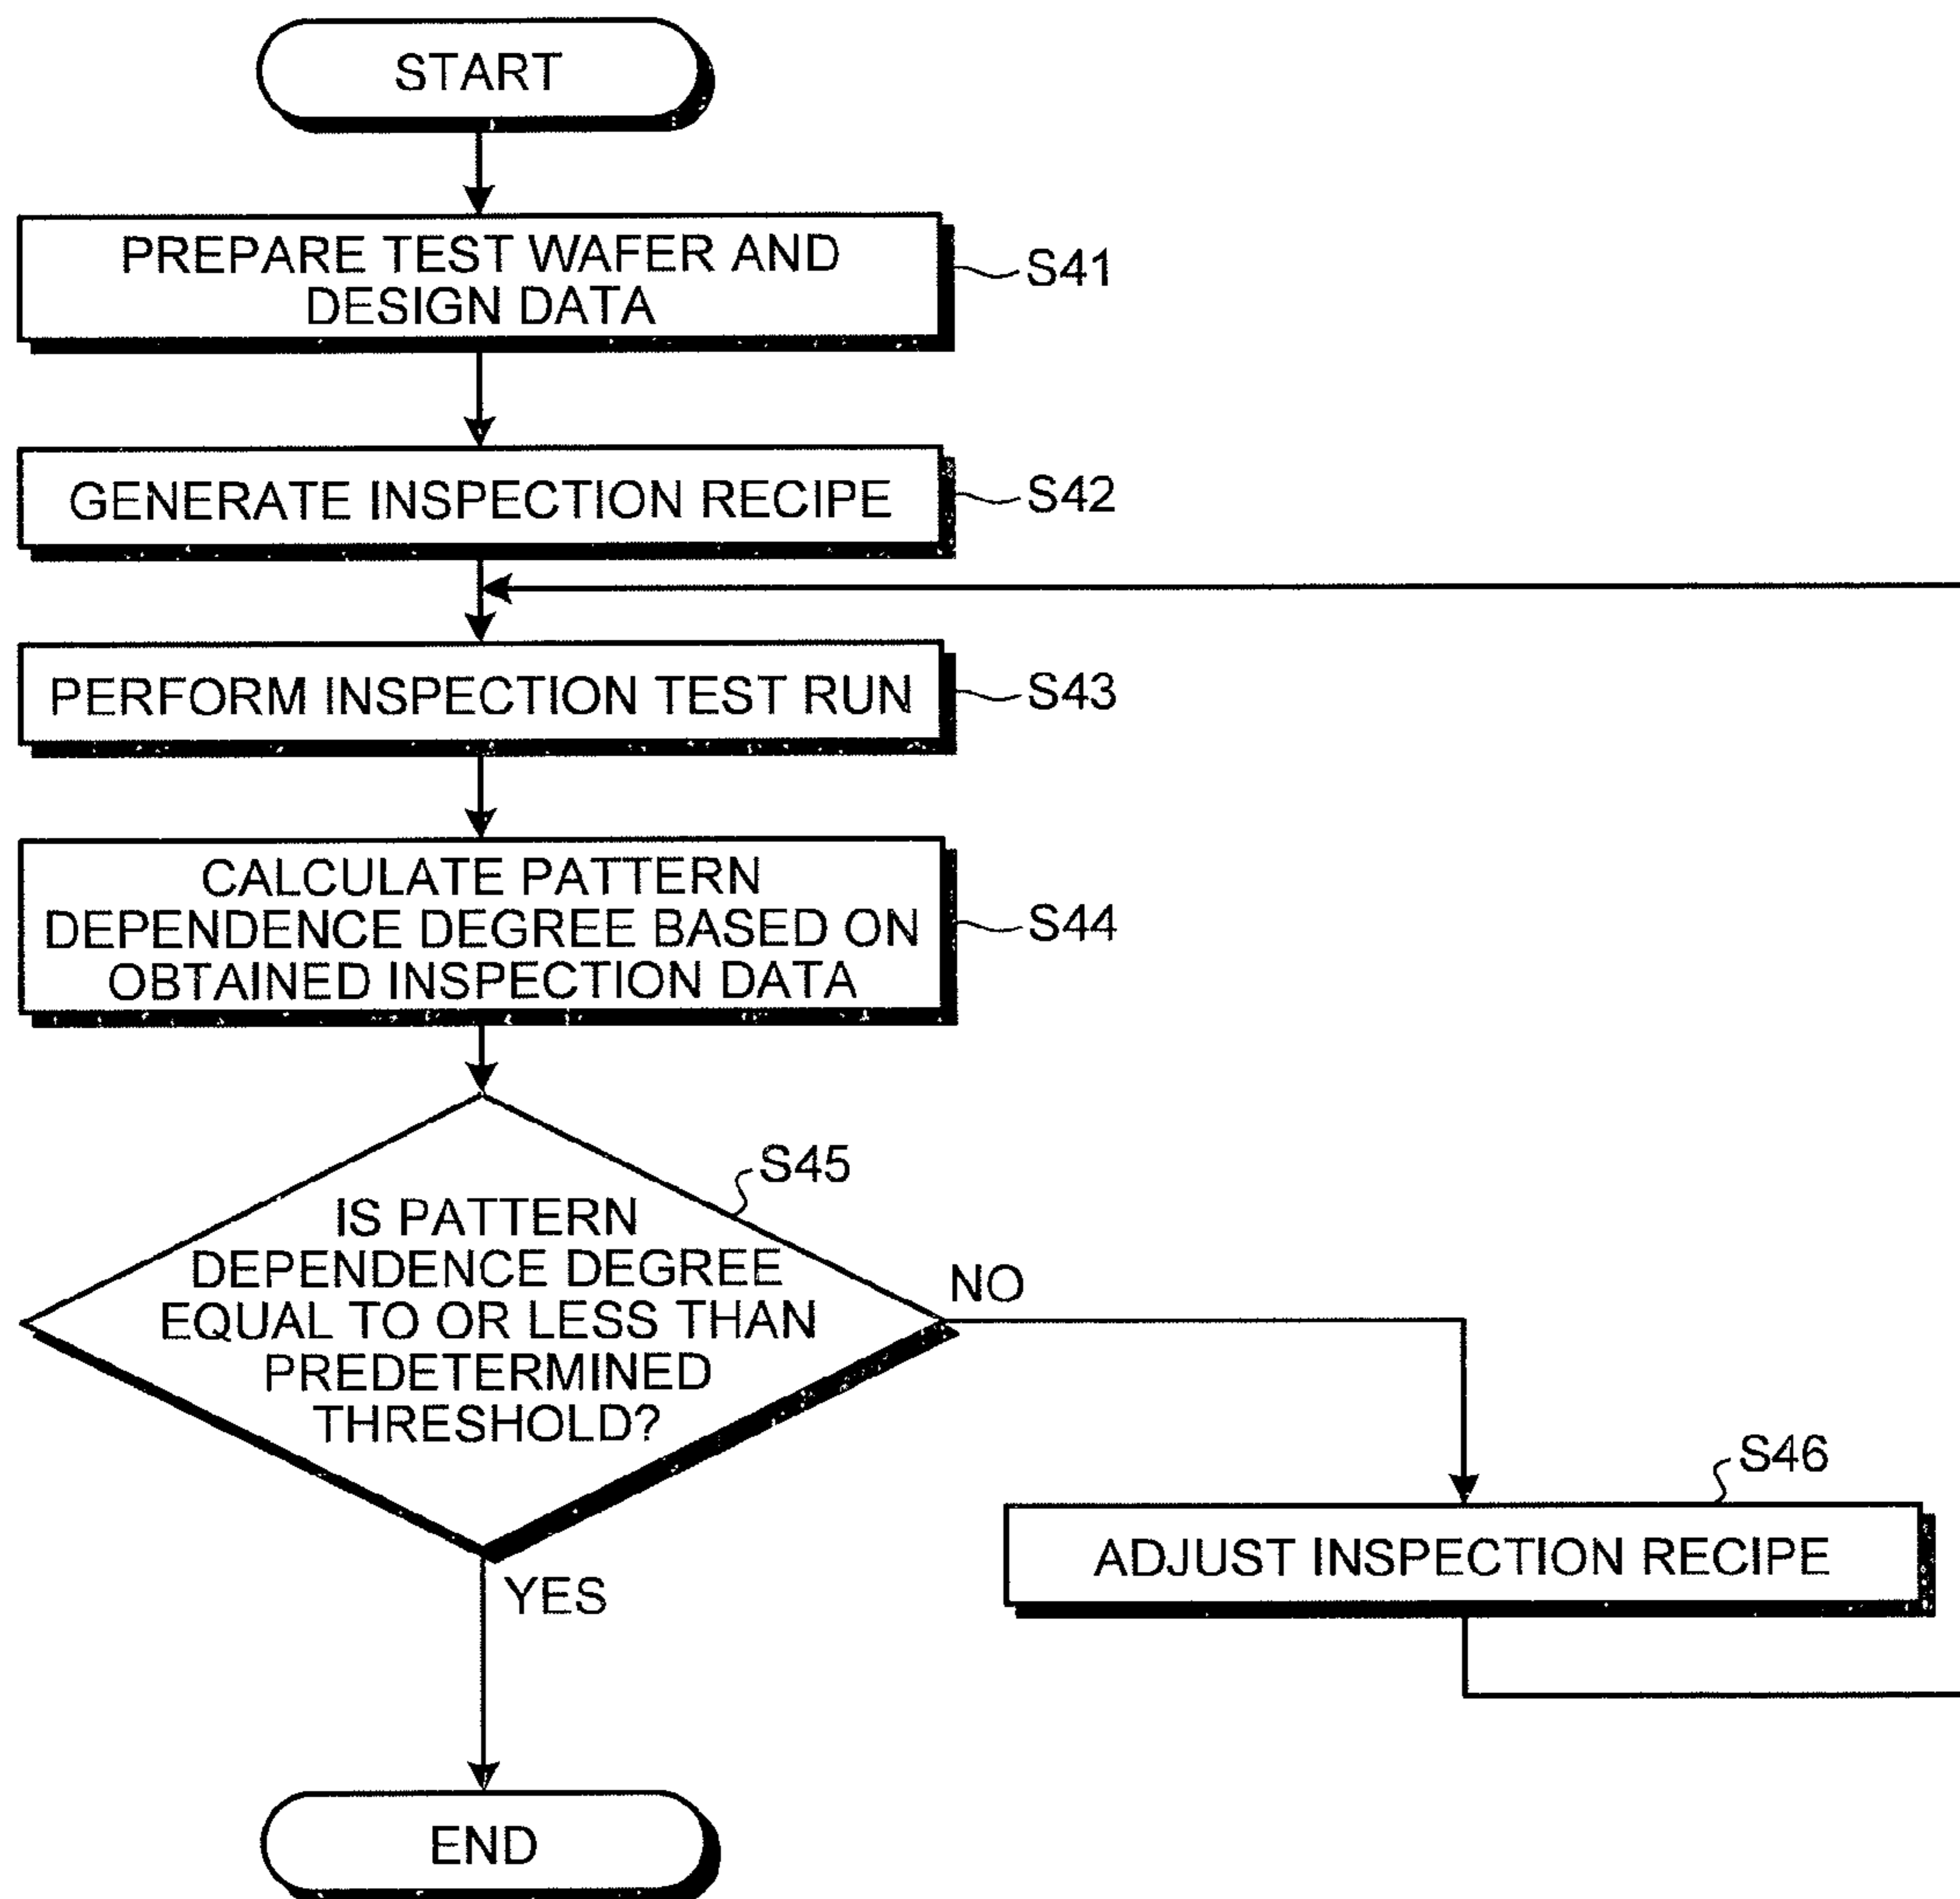 START
PREPARE TEST WAFER AND
DESIGN DATA
S41
GENERATE INSPECTION RECIPE
S42
PERFORM INSPECTION TEST RUN
S43
CALCULATE PATTERN
DEPENDENCE DEGREE BASED ON
OBTAINED INSPECTION DATA
S44
S45
IS PATTERN
DEPENDENCE DEGREE
EQUAL TO OR LESS THAN
PREDETERMINED
THRESHOLD?
NO
S46
ADJUST INSPECTION RECIPE
YES
END